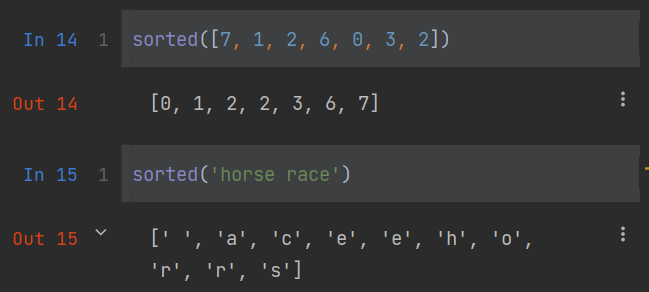 In 14 1 sorted([7, 1, 2, 6, 0, 3, 2])
Out 14 [0, 1, 2, 2, 3, 6, 7]
In 15 1 sorted('horse race')
Out 15 [' ', 'a', 'c', 'e', 'e', 'h', 'o',
'r', 'r', 's']